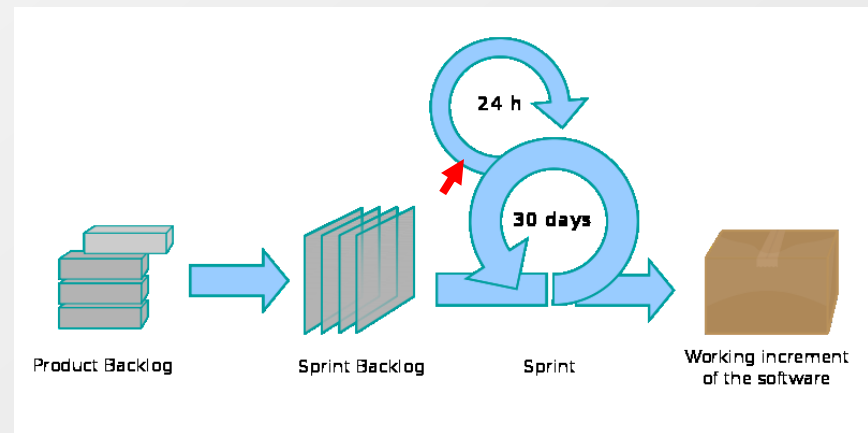 24 h
30 days
Product Backlog
Sprint Backlog
Sprint
Working increment
of the software